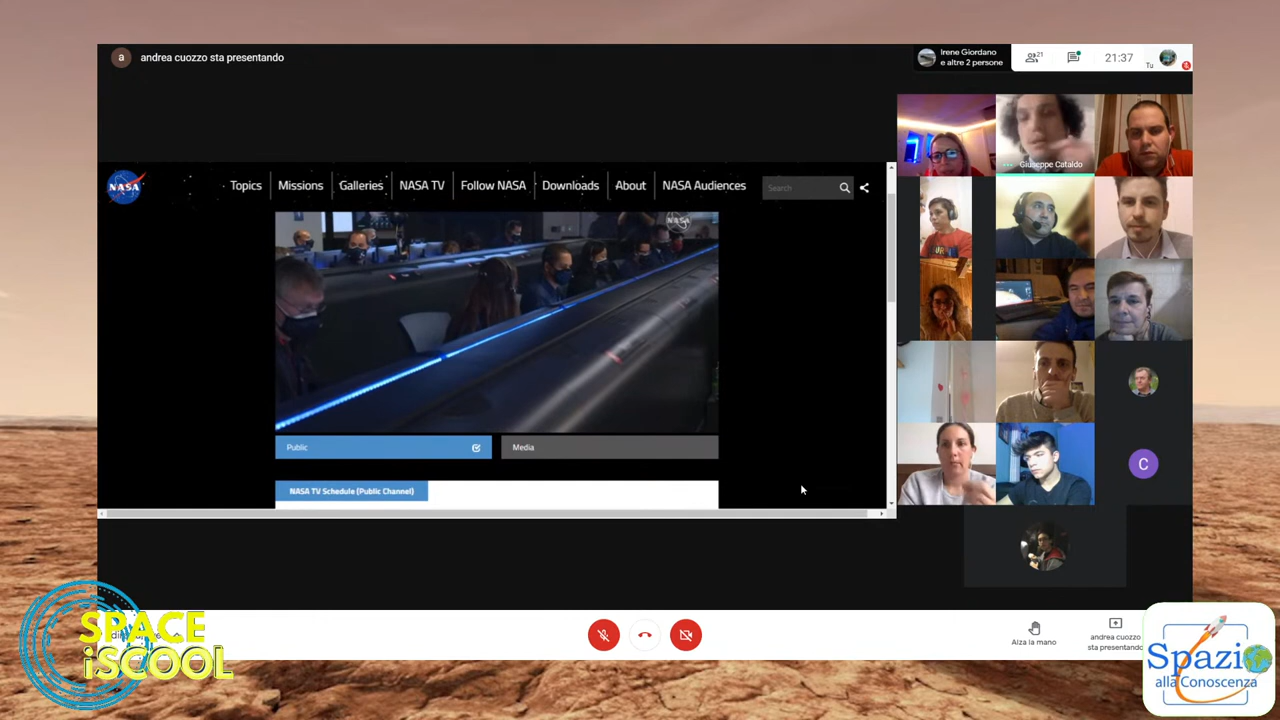 a andrea cuozzo sta presentando
Irene Giordano
e altre 2 persone
21
21:37
Tu
Giuseppe Cataldo
NASA
Topics Missions Galleries NASA TV Follow NASA Downloads About NASA Audiences Search
NASA
Public Media
NASA TV Schedule (Public Channel)
C
Alza la mano
andrea cuozzo
sta presentando
SPACE
iSCOOL
Spazio
alla Conoscenza